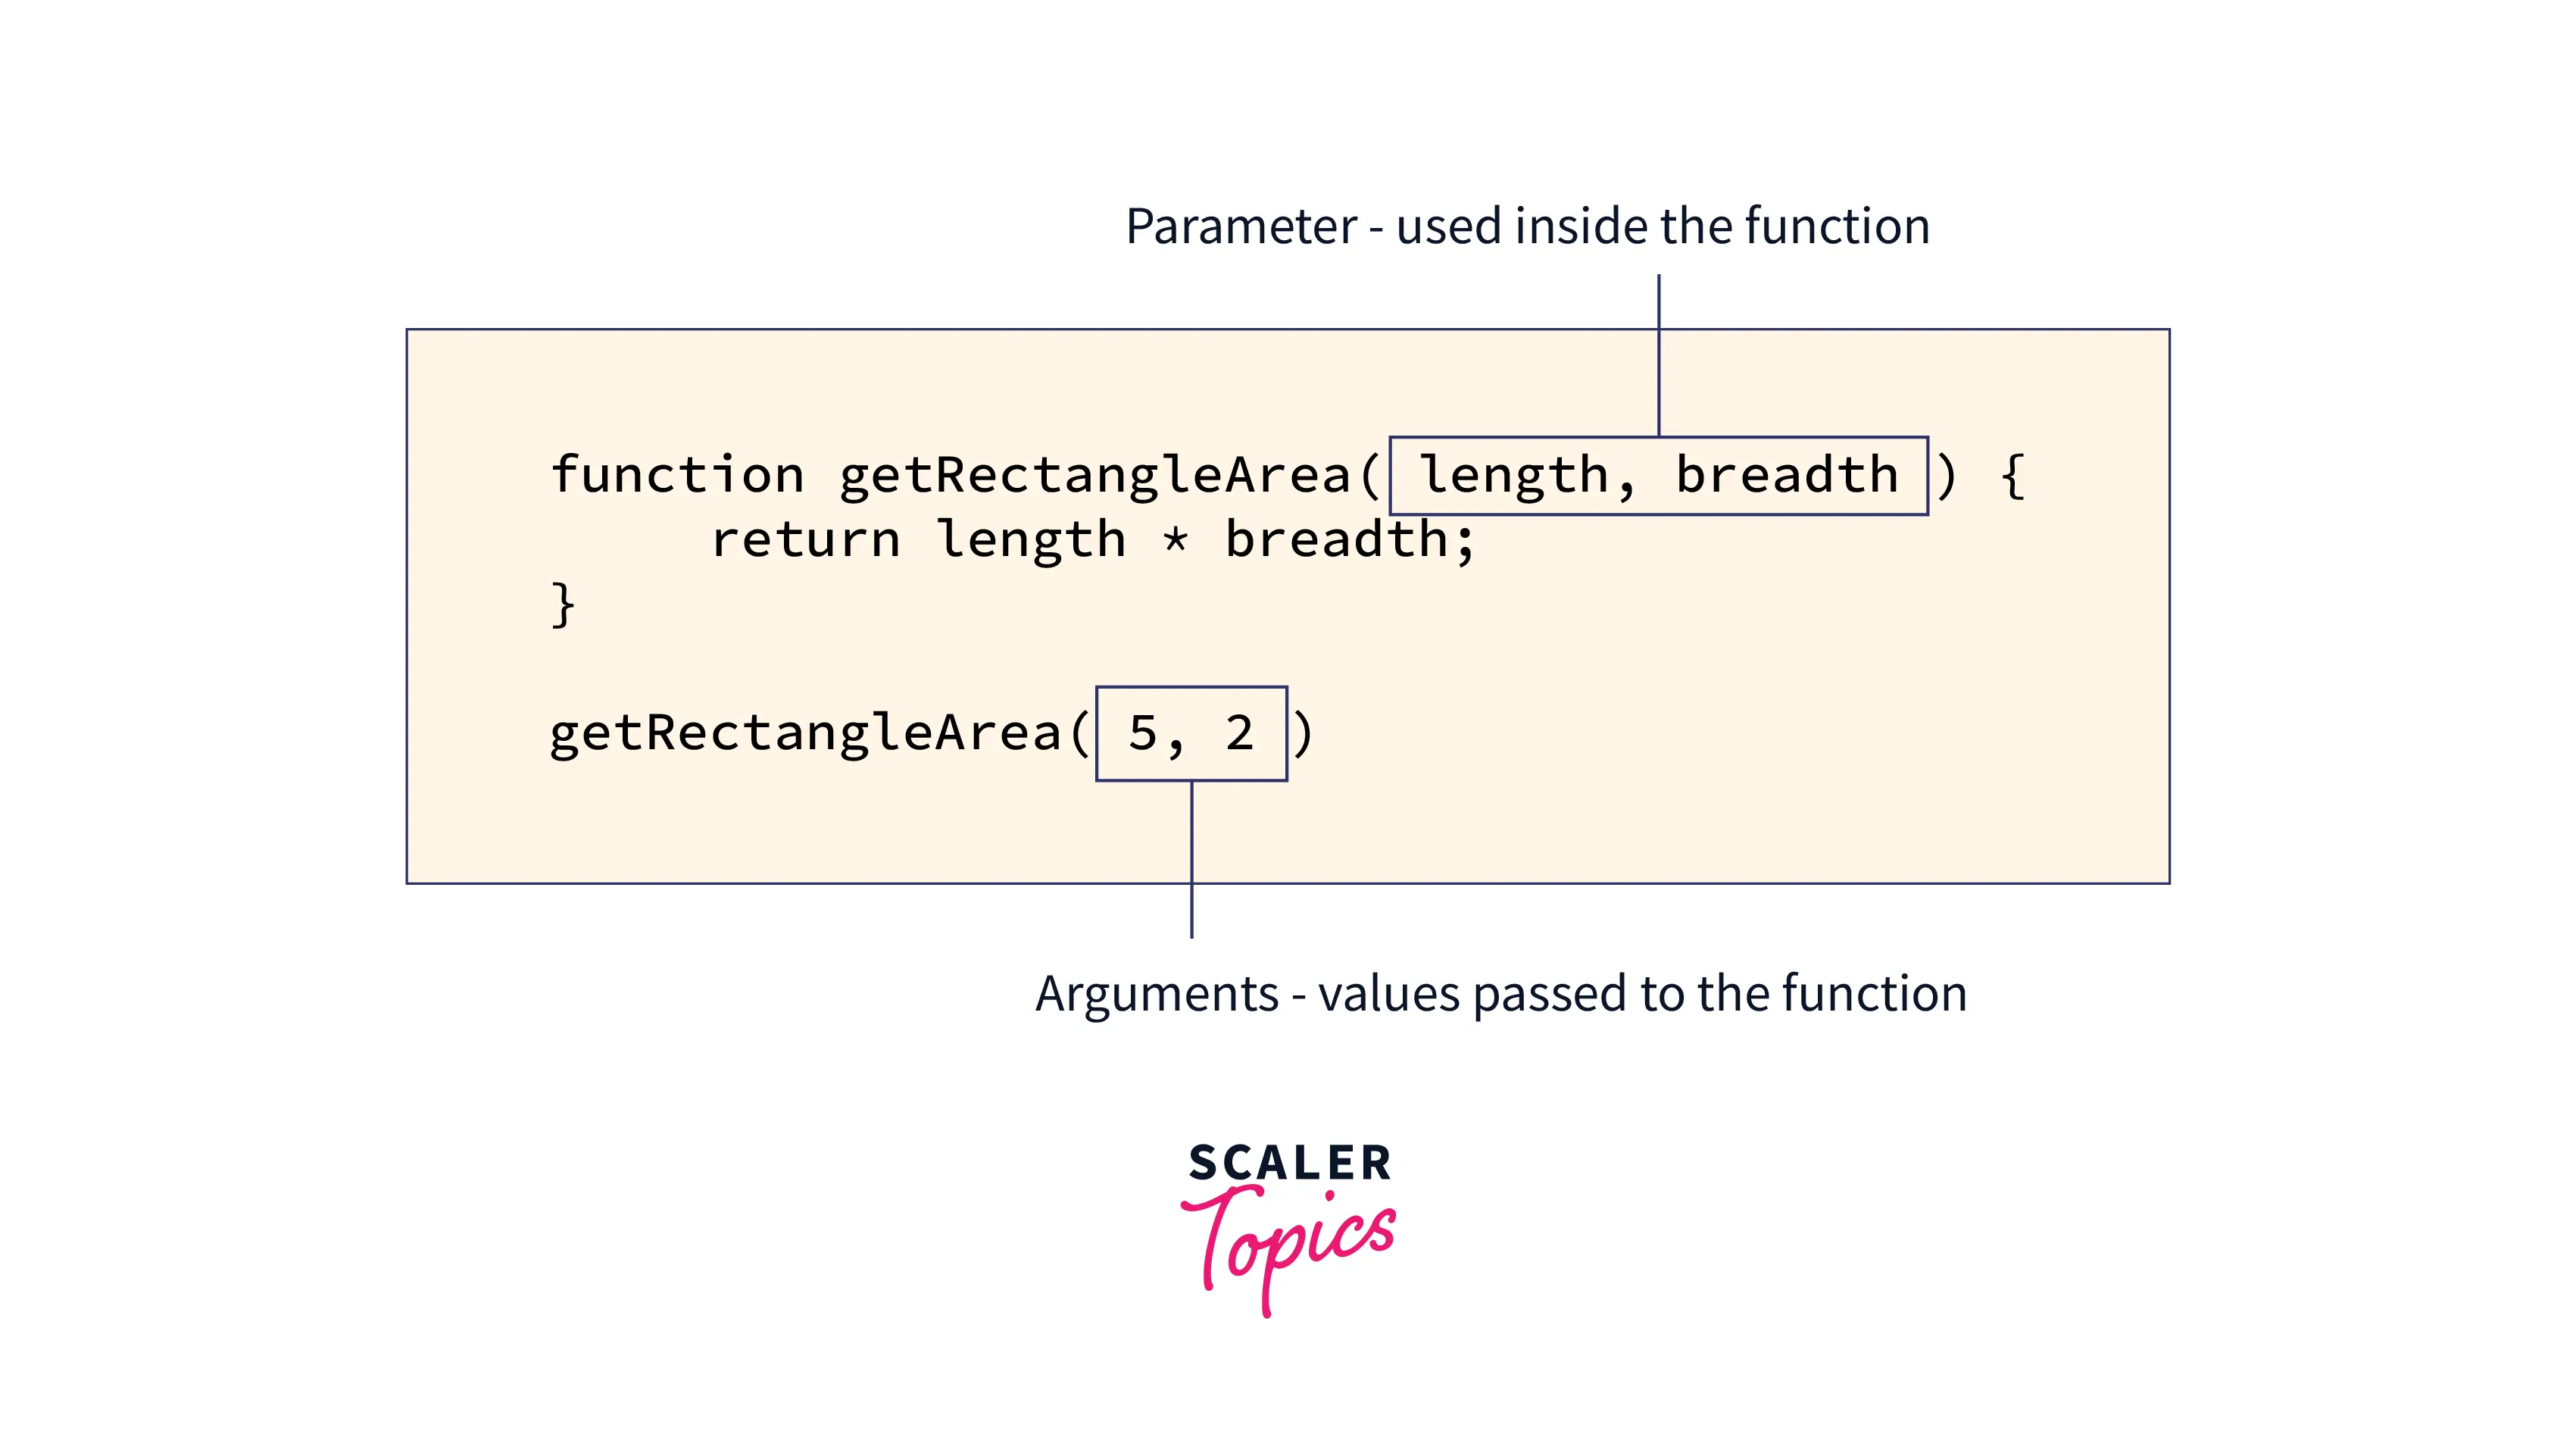 Parameter - used inside the function
function getRectangleArea( length, breadth ) {
return length * breadth;
}
getRectangleArea( 5, 2 )
Arguments - values passed to the function
SCALER
Topics